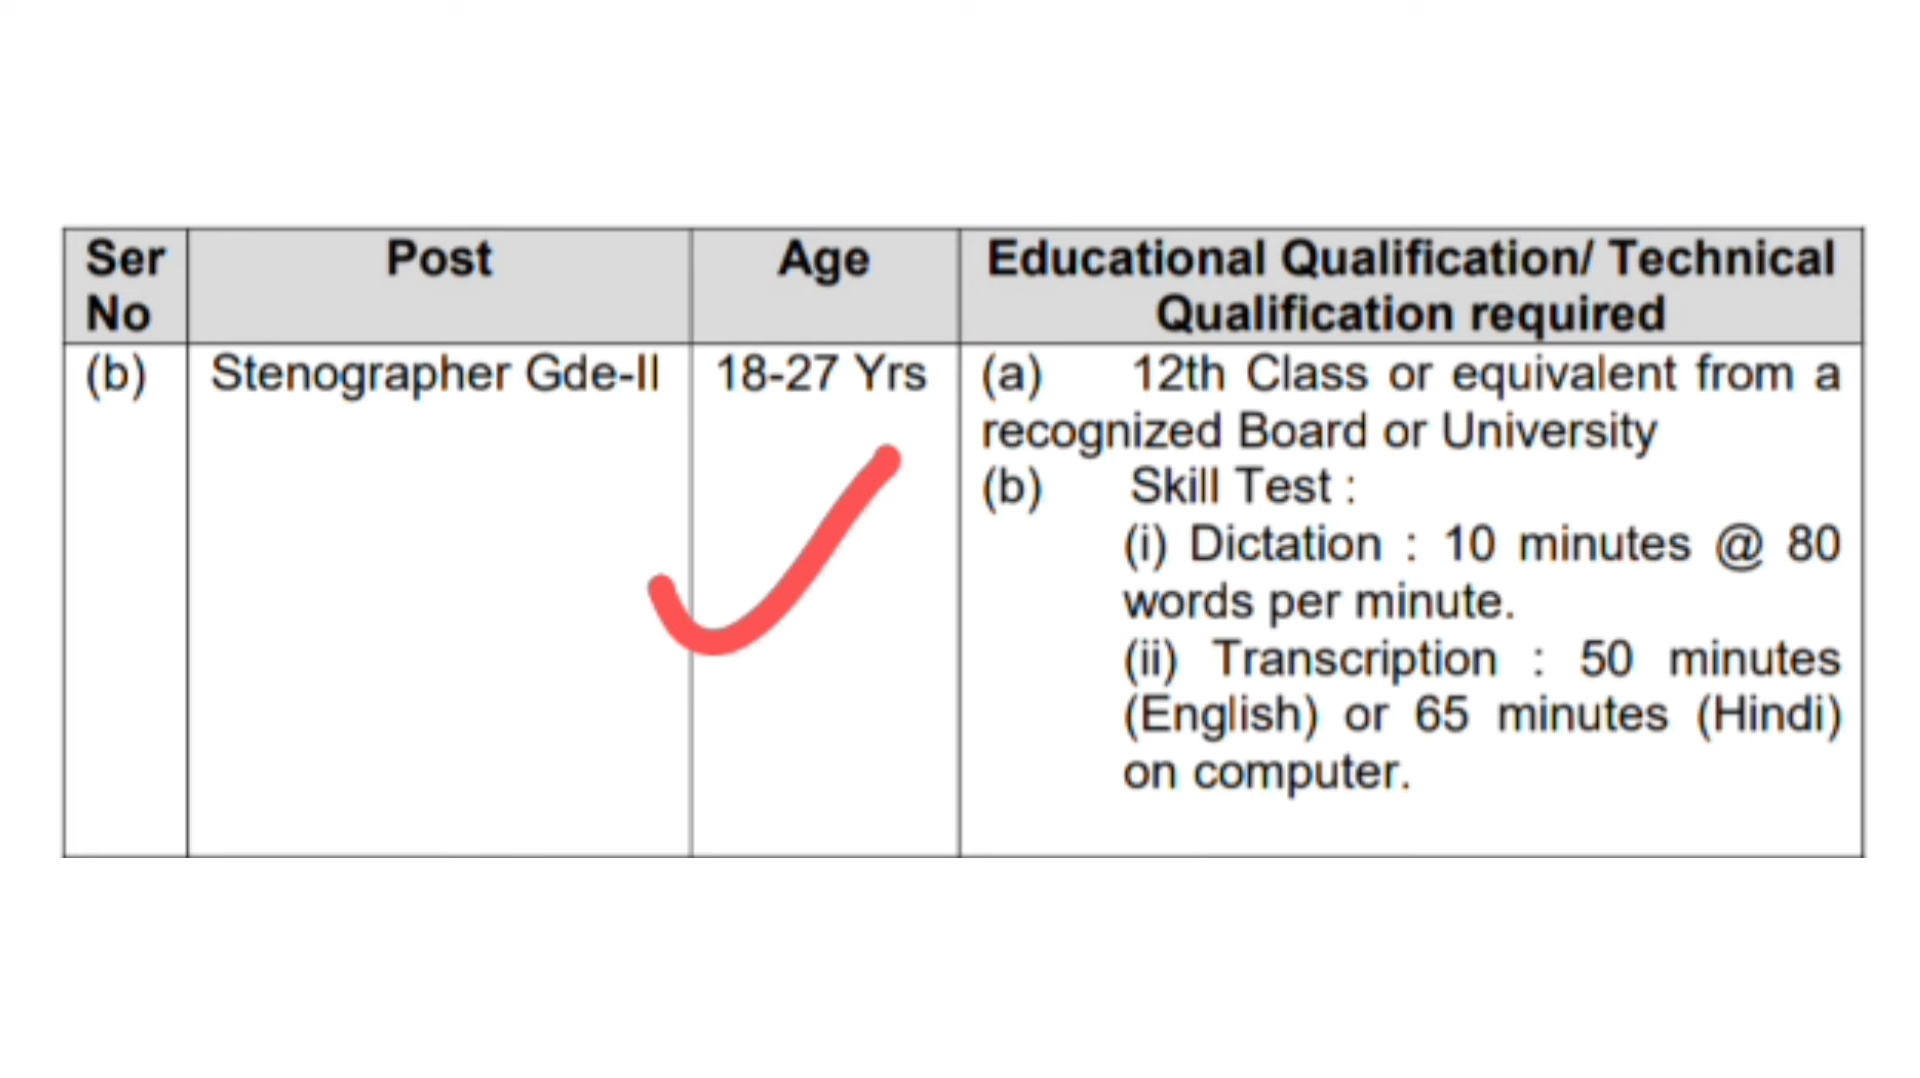 Ser No Post Age Educational Qualification/ Technical Qualification required
(b) Stenographer Gde-II 18-27 Yrs (a) 12th Class or equivalent from a
recognized Board or University
(b) Skill Test :
(i) Dictation : 10 minutes @ 80
words per minute.
(ii) Transcription : 50 minutes
(English) or 65 minutes (Hindi)
on computer.